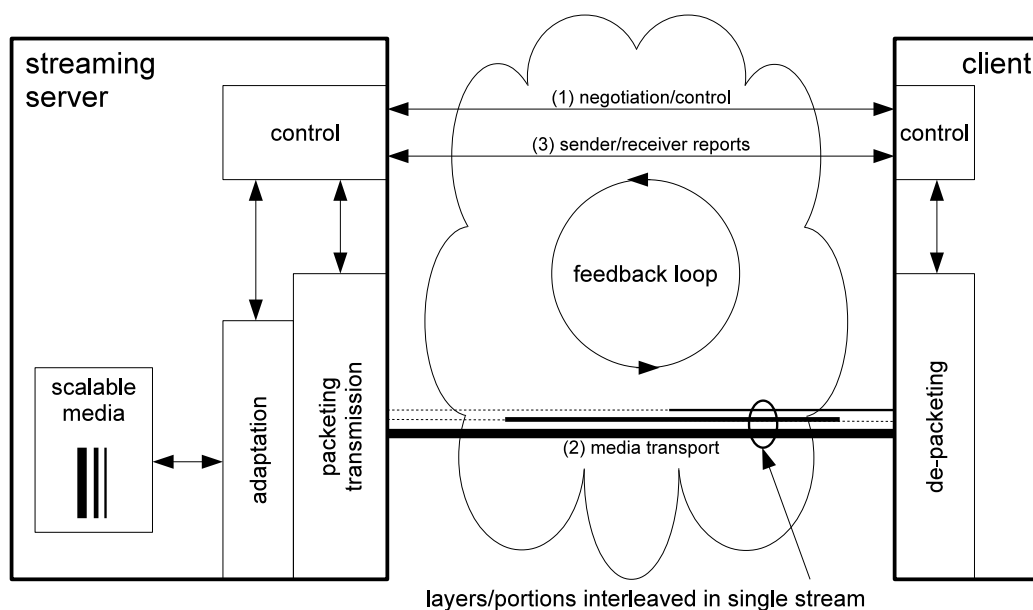 streaming
server
client
(1) negotiation/control
control
control
(3) sender/receiver reports
feedback loop
scalable
media
adaptation
packeting
transmission
(2) media transport
de-packeting
layers/portions interleaved in single stream